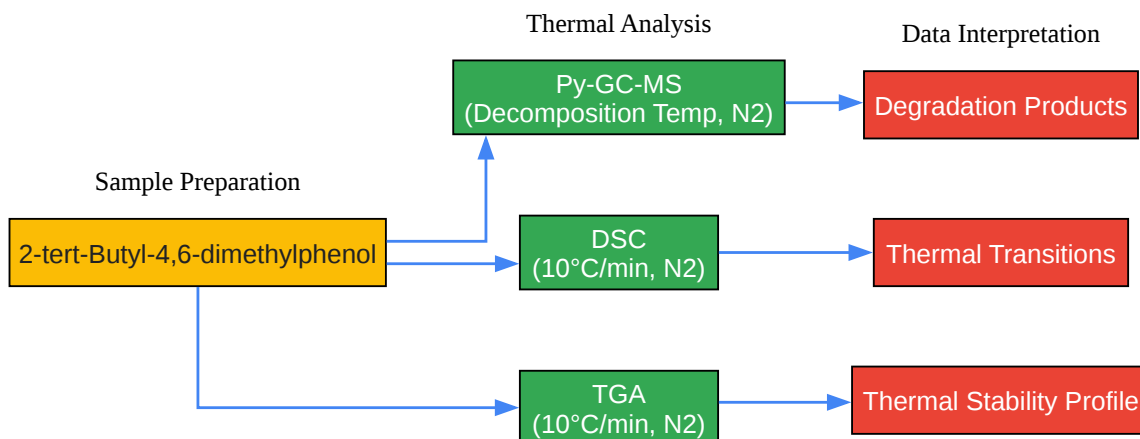 Thermal Analysis
Data Interpretation
Py-GC-MS
(Decomposition Temp, N2)
Degradation Products
Sample Preparation
2-tert-Butyl-4,6-dimethylphenol
DSC
(10°C/min, N2)
Thermal Transitions
TGA
(10°C/min, N2)
Thermal Stability Profile